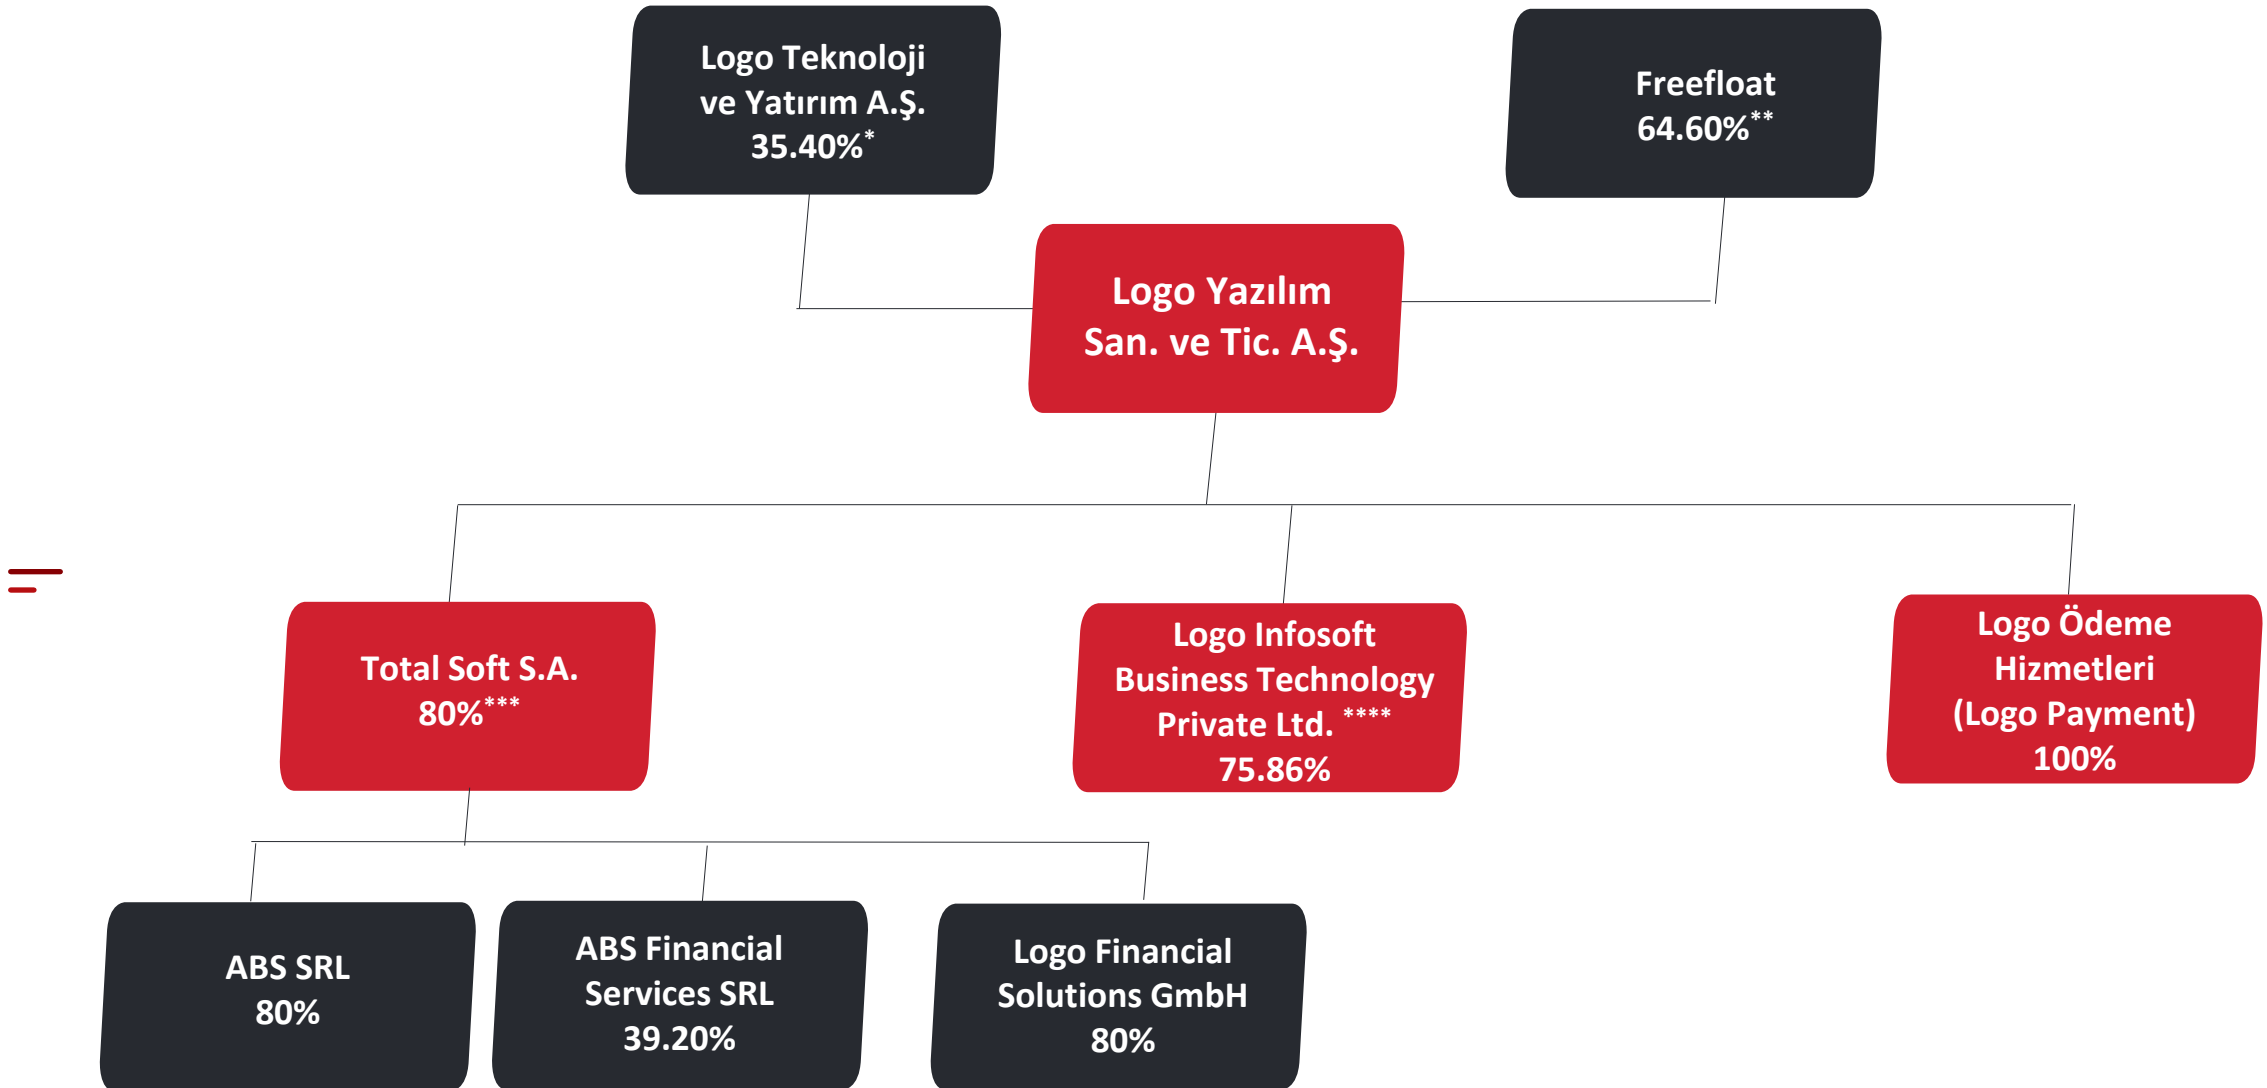 Logo Teknoloji
ve Yatırım A.Ş.
35.40%*
Freefloat
64.60%**
Logo Yazılım
San. ve Tic. A.Ş.
Total Soft S.A.
80%***
Logo Infosoft
Business Technology
Private Ltd. ****
75.86%
Logo Ödeme
Hizmetleri
(Logo Payment)
100%
ABS SRL
80%
ABS Financial
Services SRL
39.20%
Logo Financial
Solutions GmbH
80%